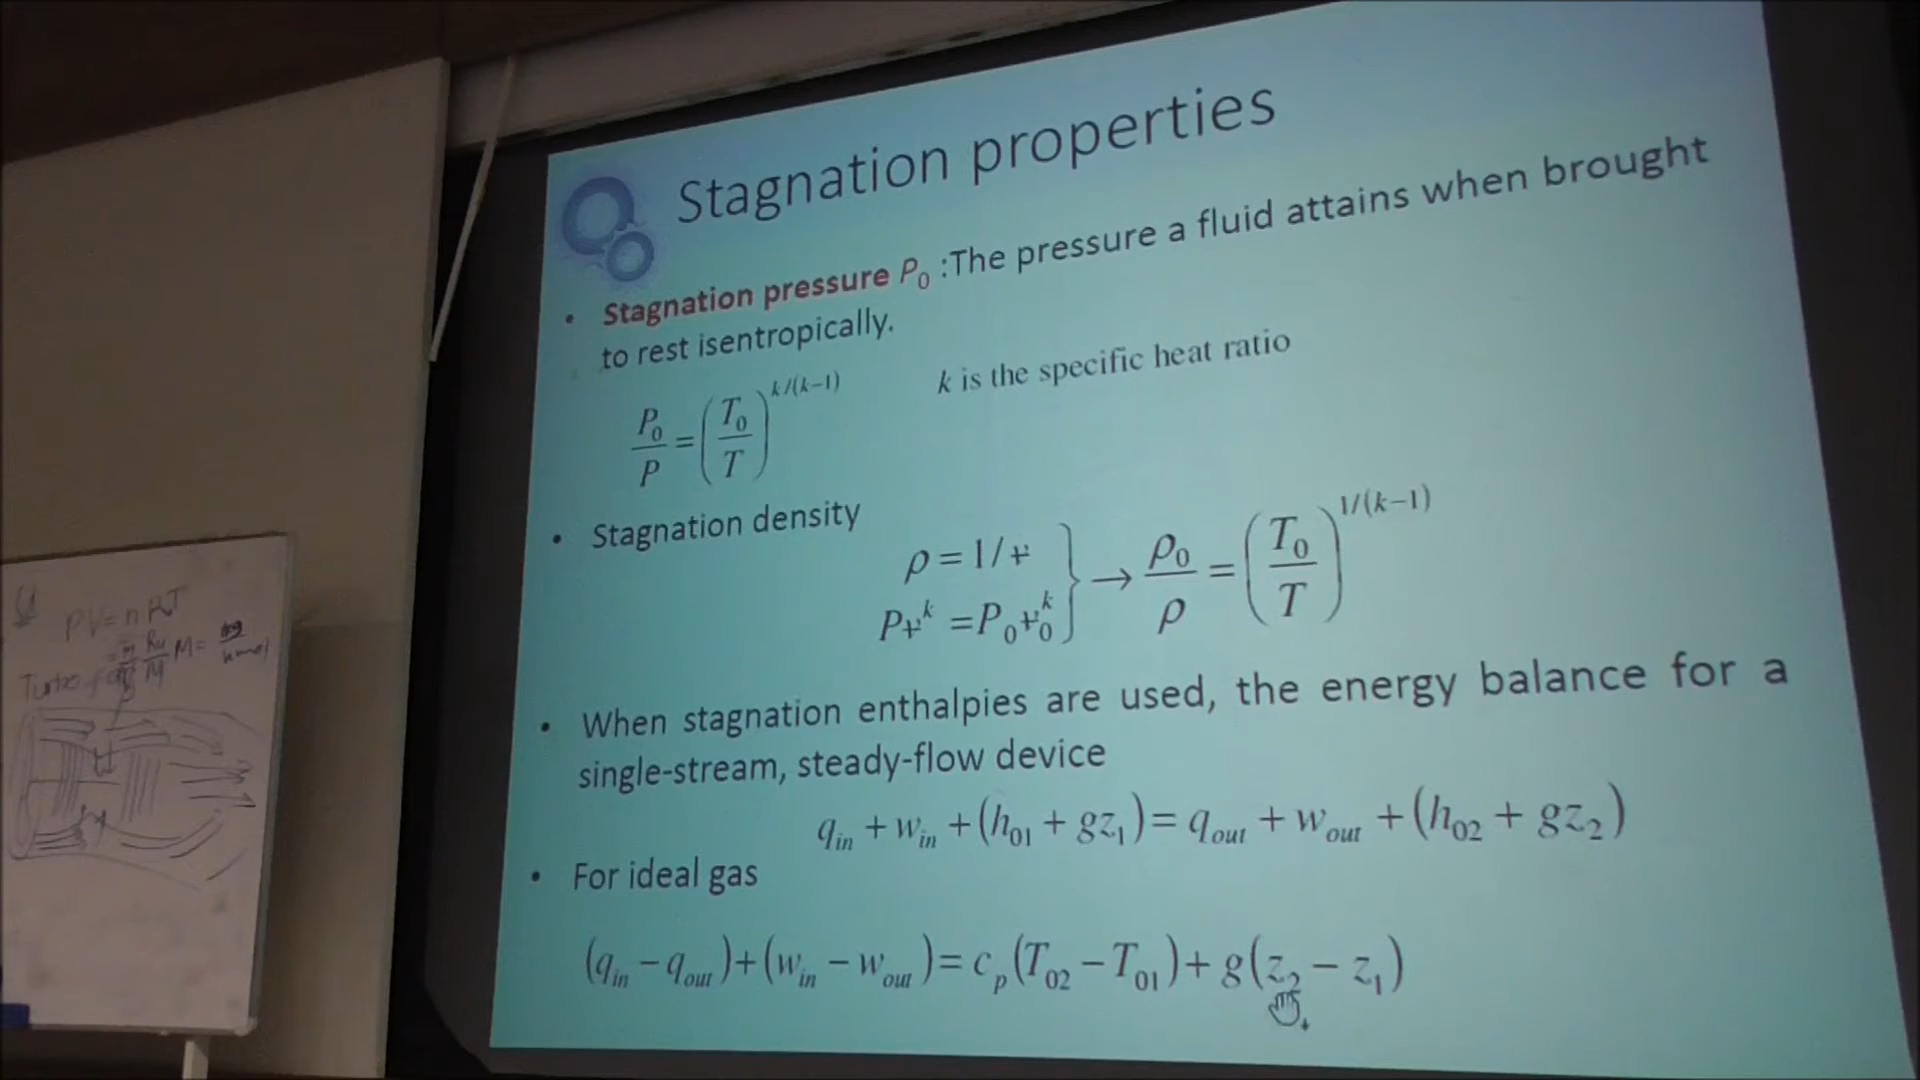 Stagnation properties
• Stagnation pressure P₀ :The pressure a fluid attains when brought
to rest isentropically.
P₀/P = (T₀/T)^{k/(k−1)}
k is the specific heat ratio
• Stagnation density
ρ = 1/v
Pv^k = P₀v₀^k } → ρ₀/ρ = (T₀/T)^{1/(k−1)}
• When stagnation enthalpies are used, the energy balance for a
single-stream, steady-flow device
q_in + w_in + (h₀₁ + gz₁) = q_out + w_out + (h₀₂ + gz₂)
• For ideal gas
(q_in − q_out) + (w_in − w_out) = c_p(T₀₂ − T₀₁) + g(z₂ − z₁)
PV = nRT
Ru/M M=
Turbo